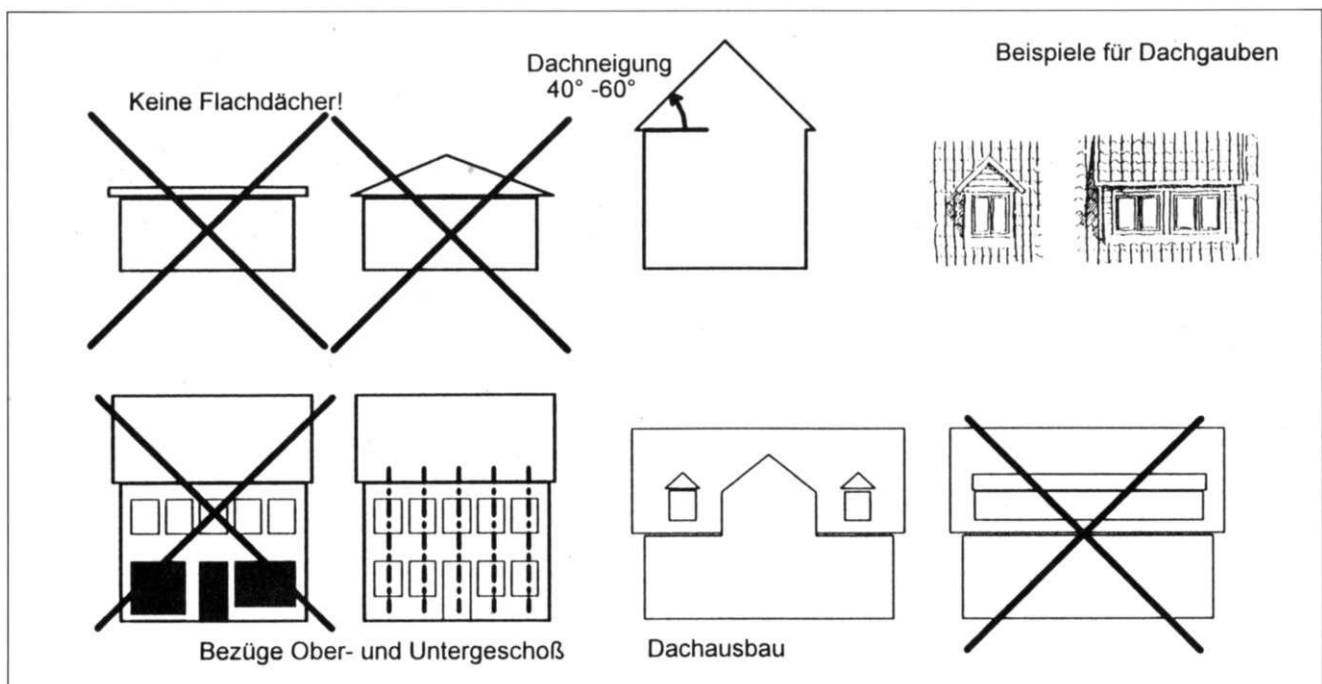 Keine Flachdächer!
Dachneigung
40° -60°
Beispiele für Dachgauben
Bezüge Ober- und Untergeschoß
Dachausbau